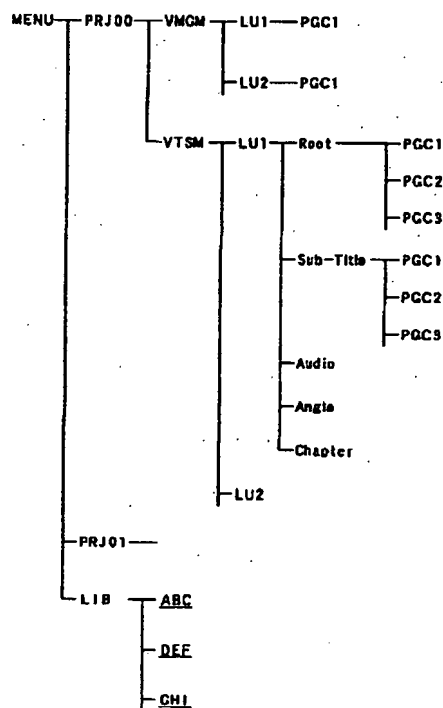 MENU PRJ00 VMGM LU1 PGC1
LU2 PGC1
VTSM LU1 Root PGC1
PGC2
PGC3
Sub-Title PGC1
PGC2
PGC3
Audio
Angle
Chapter
LU2
PRJ01
LIB ABC
DEF
GHI